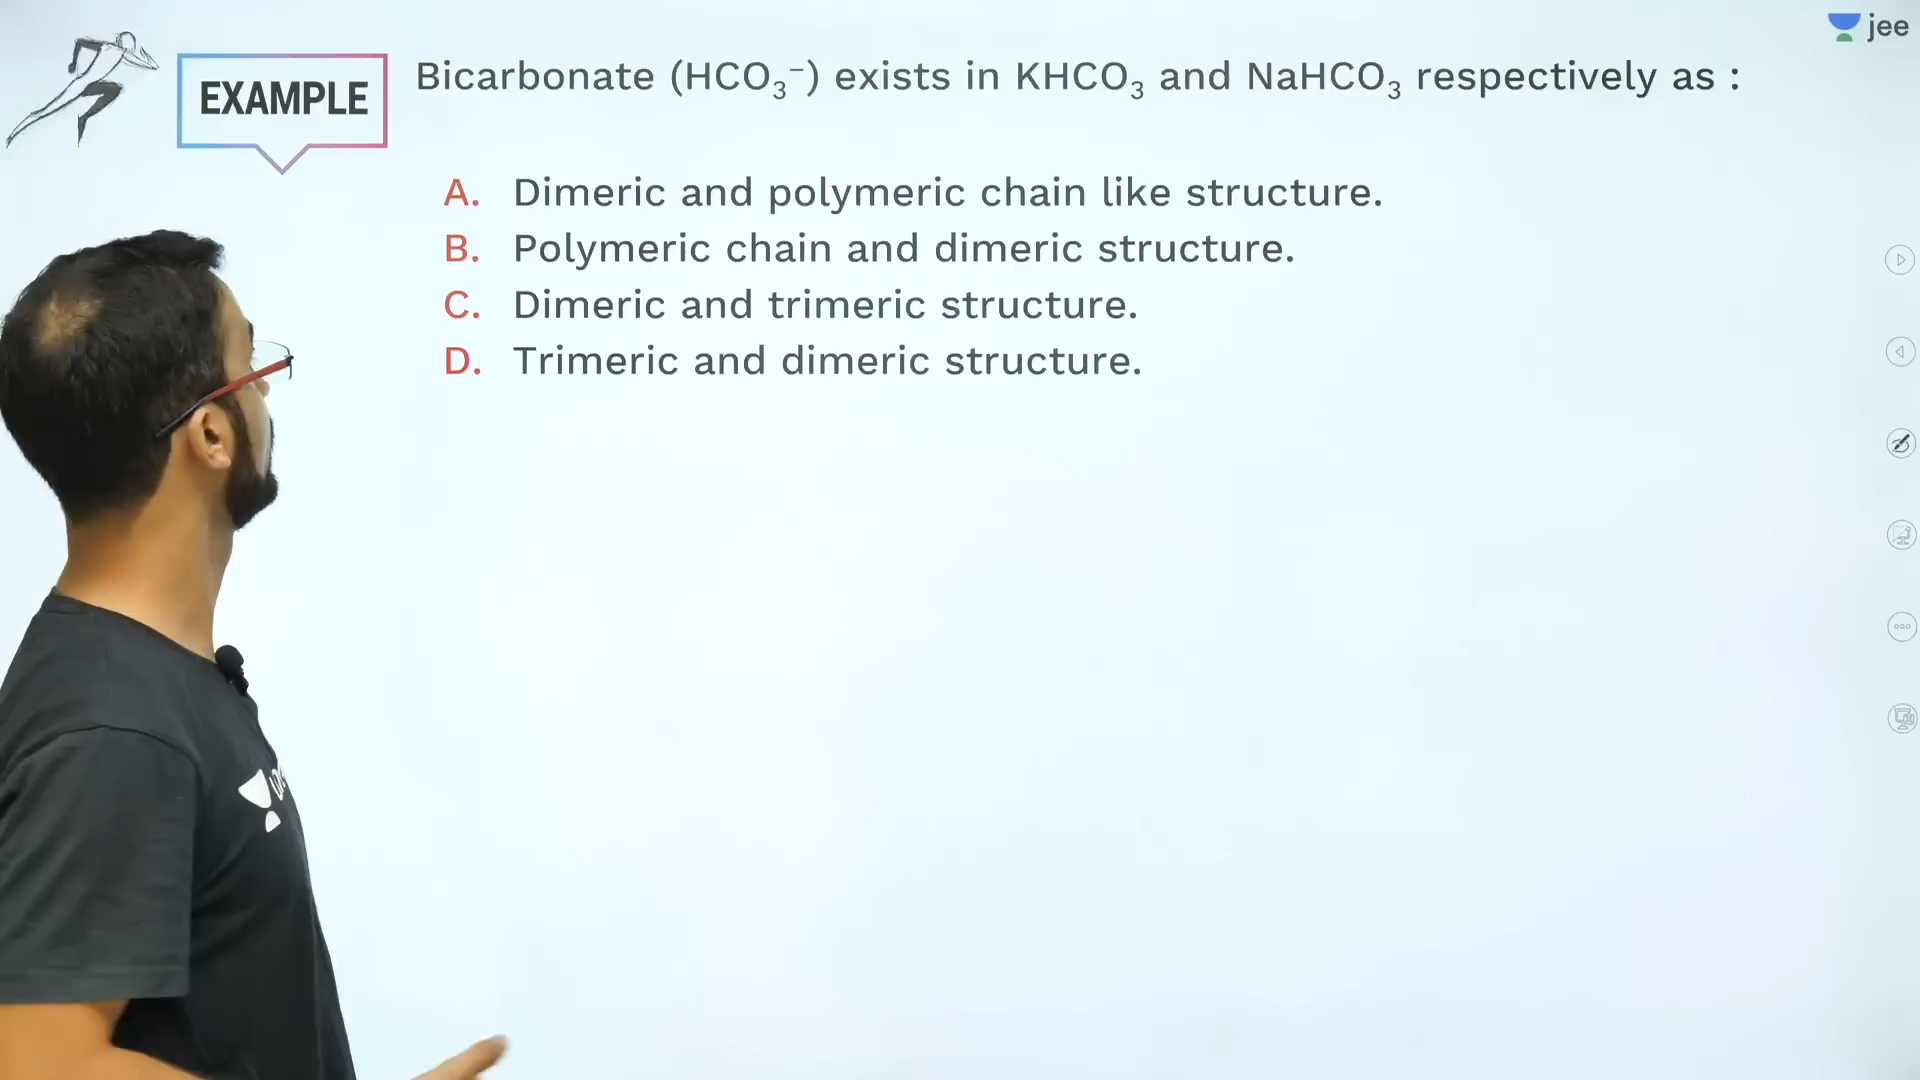 jee
EXAMPLE
Bicarbonate (HCO₃⁻) exists in KHCO₃ and NaHCO₃ respectively as :
A. Dimeric and polymeric chain like structure.
B. Polymeric chain and dimeric structure.
C. Dimeric and trimeric structure.
D. Trimeric and dimeric structure.